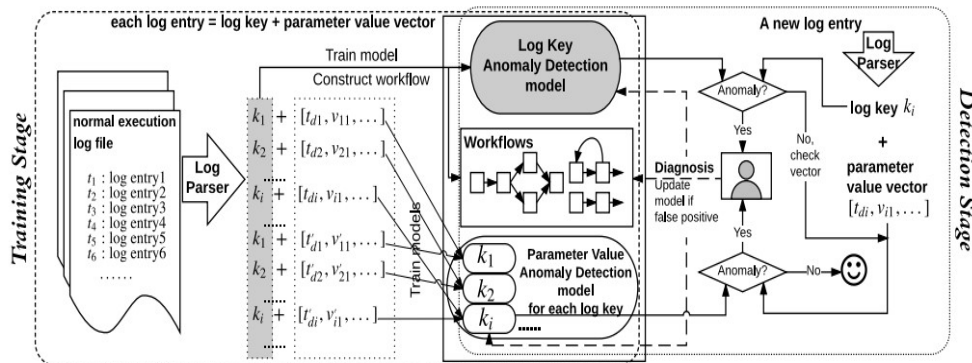 Training Stage
each log entry = log key + parameter value vector
normal execution
log file
t1 : log entry1
t2 : log entry2
t3 : log entry3
t4 : log entry4
t5 : log entry5
t6 : log entry6
......
Log
Parser
Train model
Construct workflow
k1 + [td1, v11, . . . ]
k2 + [td2, v21, . . . ]
......
ki + [tdi, vi1, . . . ]
k1 + [t'd1, v'11, . . . ]
k2 + [t'd2, v'21, . . . ]
......
ki + [t'di, v'i1, . . . ]
......
Train models
Log Key
Anomaly Detection
model
Workflows
k1
k2
ki
......
Parameter Value
Anomaly Detection
model
for each log key
Diagnosis
Update
model if
false positive
Anomaly?
Yes
No,
check
vector
Yes
Anomaly?
No
A new log entry
Log
Parser
log key ki
+
parameter
value vector
[tdi, vi1, . . . ]
Detection Stage